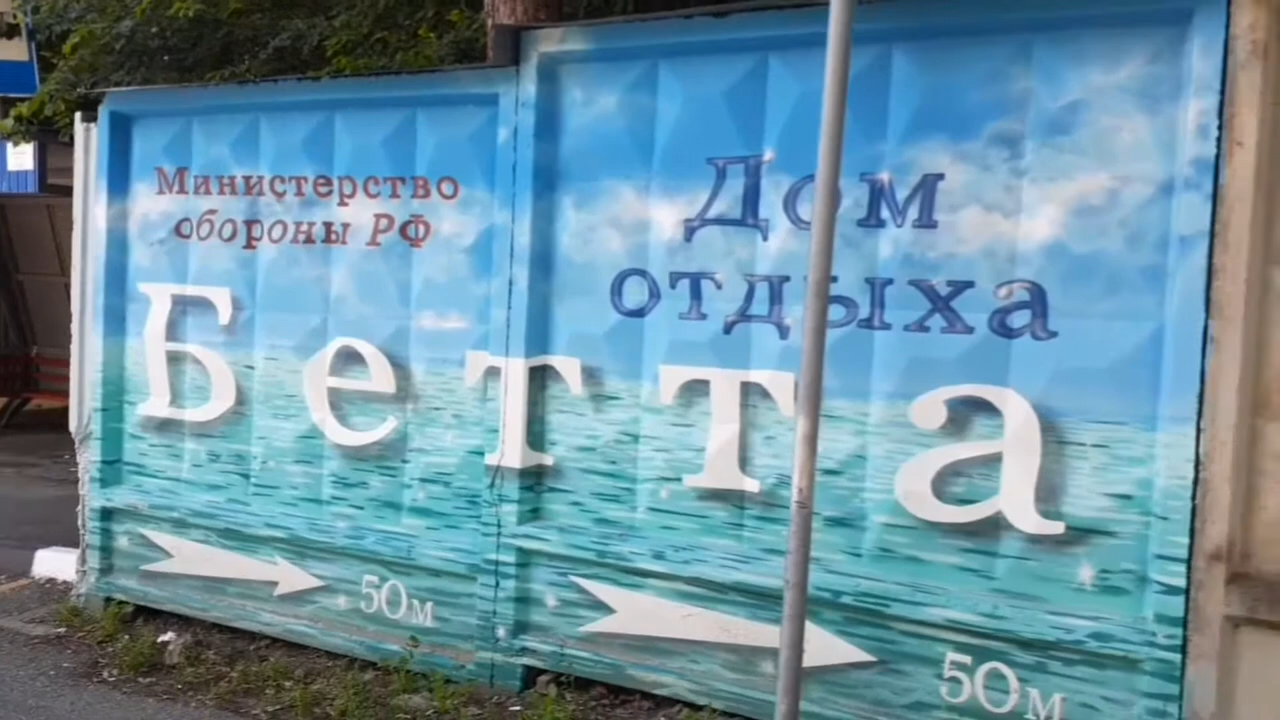 Министерство
обороны РФ
Дом
отдыха
Бетта
50м
50м